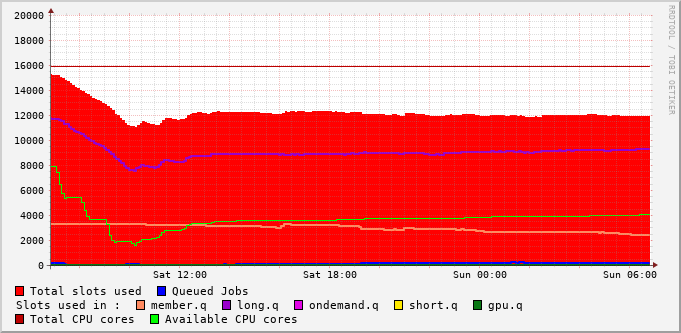 20000
18000
16000
14000
12000
10000
8000
6000
4000
2000
0
Sat 12:00 Sat 18:00 Sun 00:00 Sun 06:00
RRDTOOL / TOBI OETIKER
Total slots used Queued Jobs
Slots used in : member.q long.q ondemand.q short.q gpu.q
Total CPU cores Available CPU cores